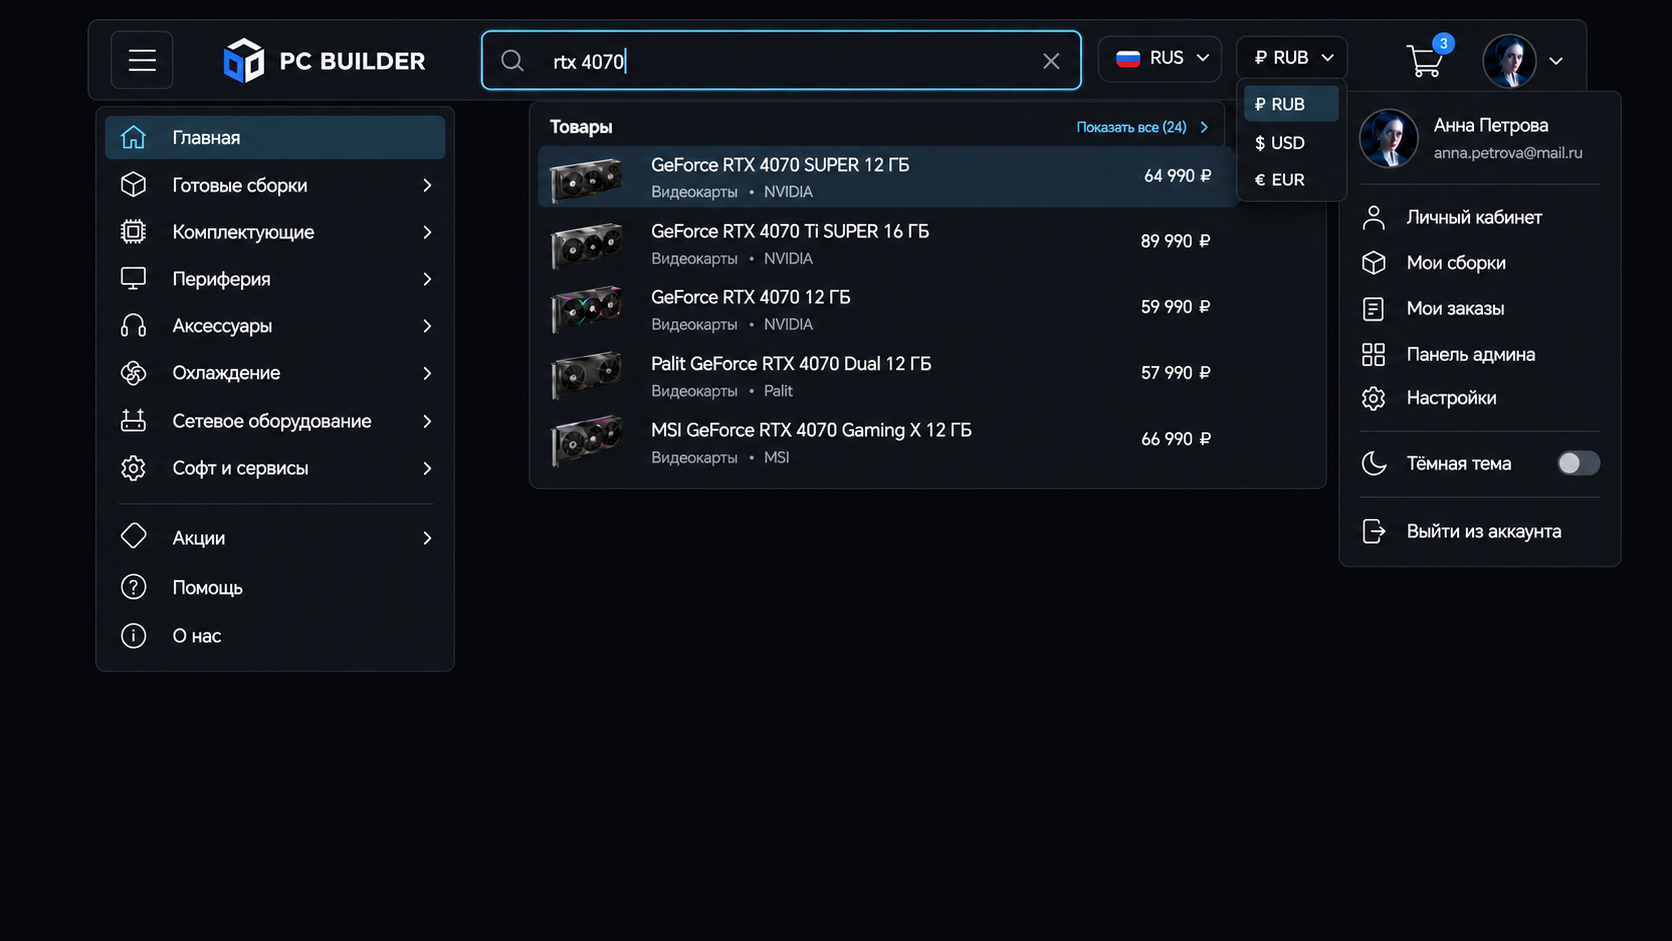 PC BUILDER
rtx 4070
RUS
₽ RUB
3
₽ RUB
$ USD
€ EUR
Главная
Готовые сборки
Комплектующие
Периферия
Аксессуары
Охлаждение
Сетевое оборудование
Софт и сервисы
Акции
Помощь
О нас
Товары
Показать все (24)
GeForce RTX 4070 SUPER 12 ГБ
64 990 ₽
Видеокарты • NVIDIA
GeForce RTX 4070 Ti SUPER 16 ГБ
89 990 ₽
Видеокарты • NVIDIA
GeForce RTX 4070 12 ГБ
59 990 ₽
Видеокарты • NVIDIA
Palit GeForce RTX 4070 Dual 12 ГБ
57 990 ₽
Видеокарты • Palit
MSI GeForce RTX 4070 Gaming X 12 ГБ
66 990 ₽
Видеокарты • MSI
Анна Петрова
anna.petrova@mail.ru
Личный кабинет
Мои сборки
Мои заказы
Панель админа
Настройки
Тёмная тема
Выйти из аккаунта